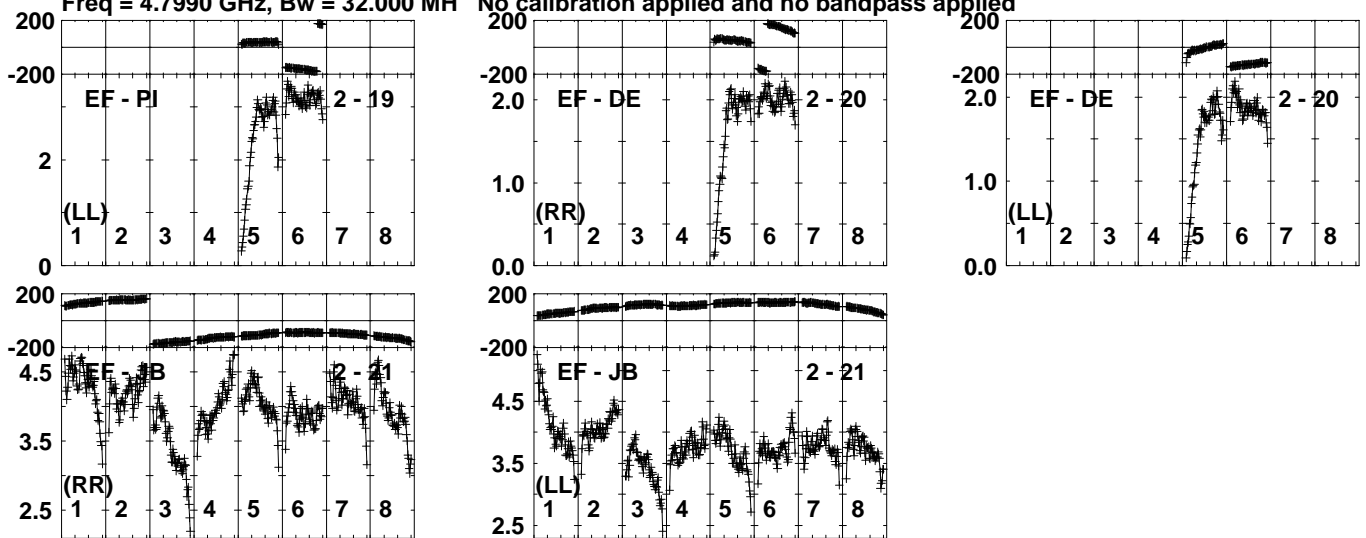 Freq = 4.7990 GHz, Bw = 32.000 MH No calibration applied and no bandpass applied
200
-200
EF - PI 2 - 19
2
(LL)
1 2 3 4 5 6 7 8
0
200
-200
EF - DE 2 - 20
2.0
1.0
(RR)
1 2 3 4 5 6 7 8
0.0
200
-200
EF - DE 2 - 20
2.0
1.0
(LL)
1 2 3 4 5 6 7 8
0.0
200
-200
EF - JB 2 - 21
4.5
3.5
(RR)
1 2 3 4 5 6 7 8
2.5
200
-200
EF - JB 2 - 21
4.5
3.5
(LL)
1 2 3 4 5 6 7 8
2.5